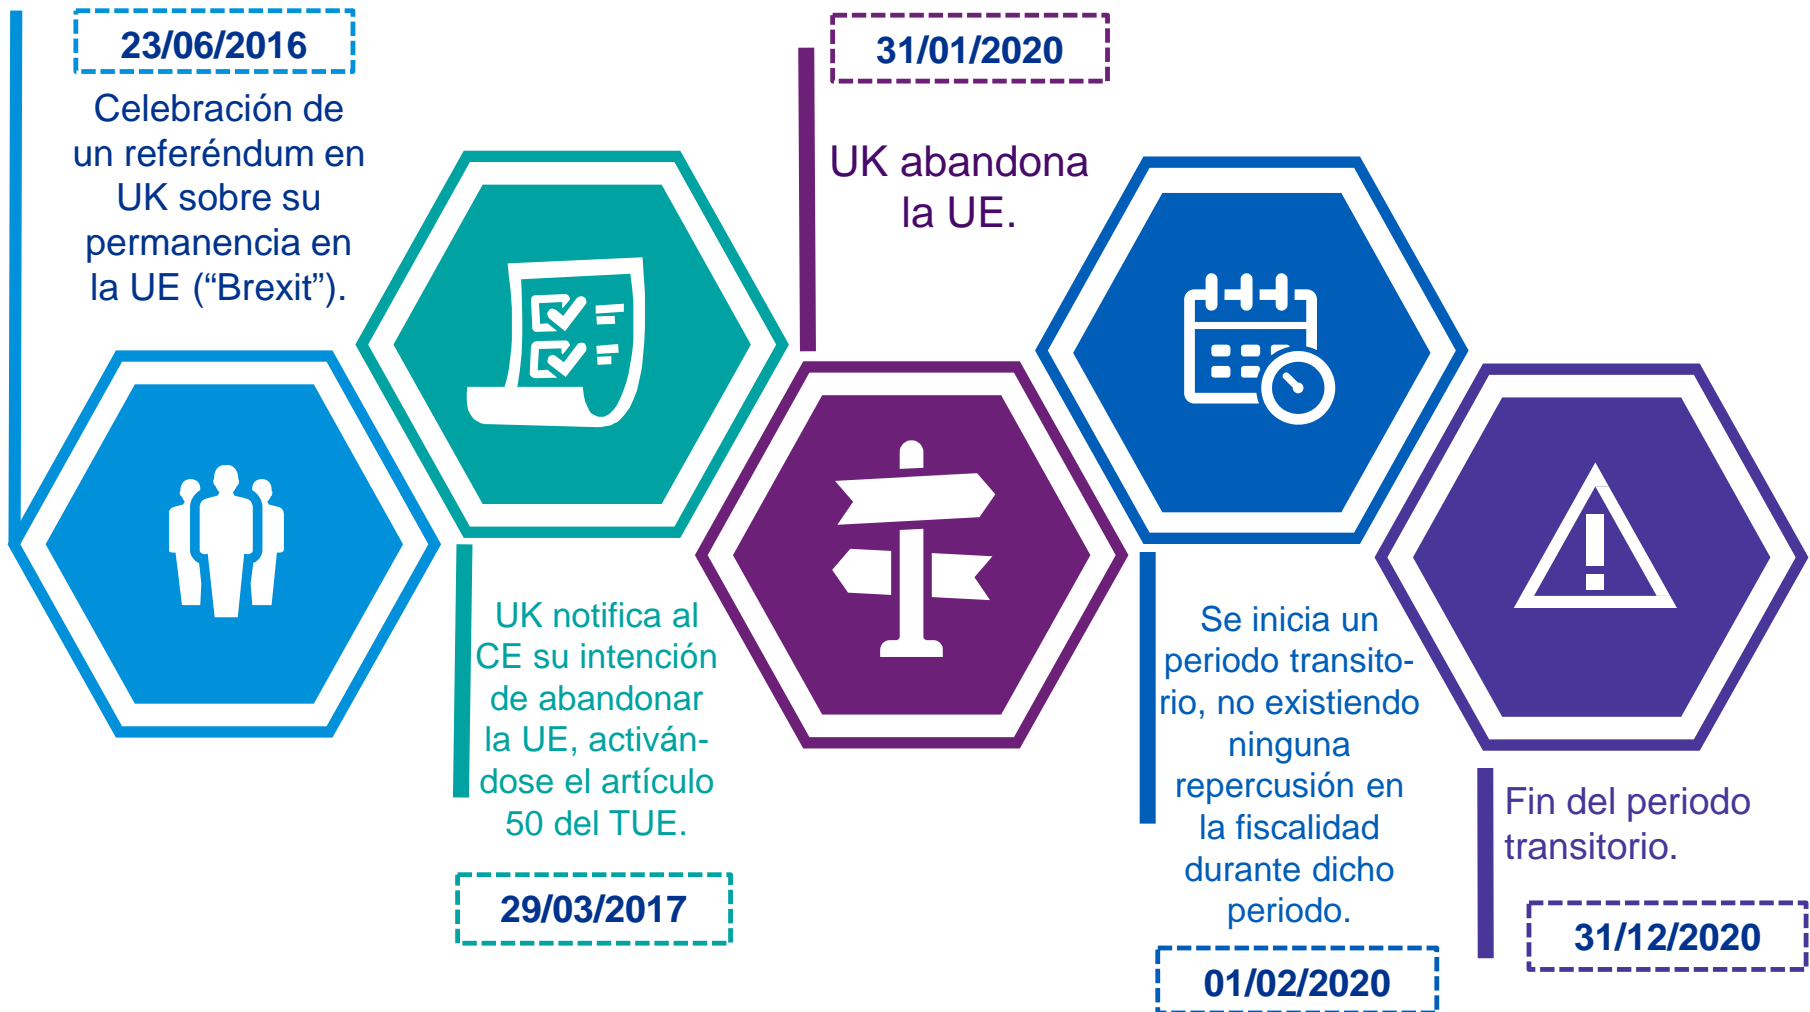 23/06/2016
Celebración de
un referéndum en
UK sobre su
permanencia en
la UE (“Brexit”).
UK notifica al
CE su intención
de abandonar
la UE, activán-
dose el artículo
50 del TUE.
29/03/2017
31/01/2020
UK abandona
la UE.
Se inicia un
periodo transito-
rio, no existiendo
ninguna
repercusión en
la fiscalidad
durante dicho
periodo.
01/02/2020
Fin del periodo
transitorio.
31/12/2020